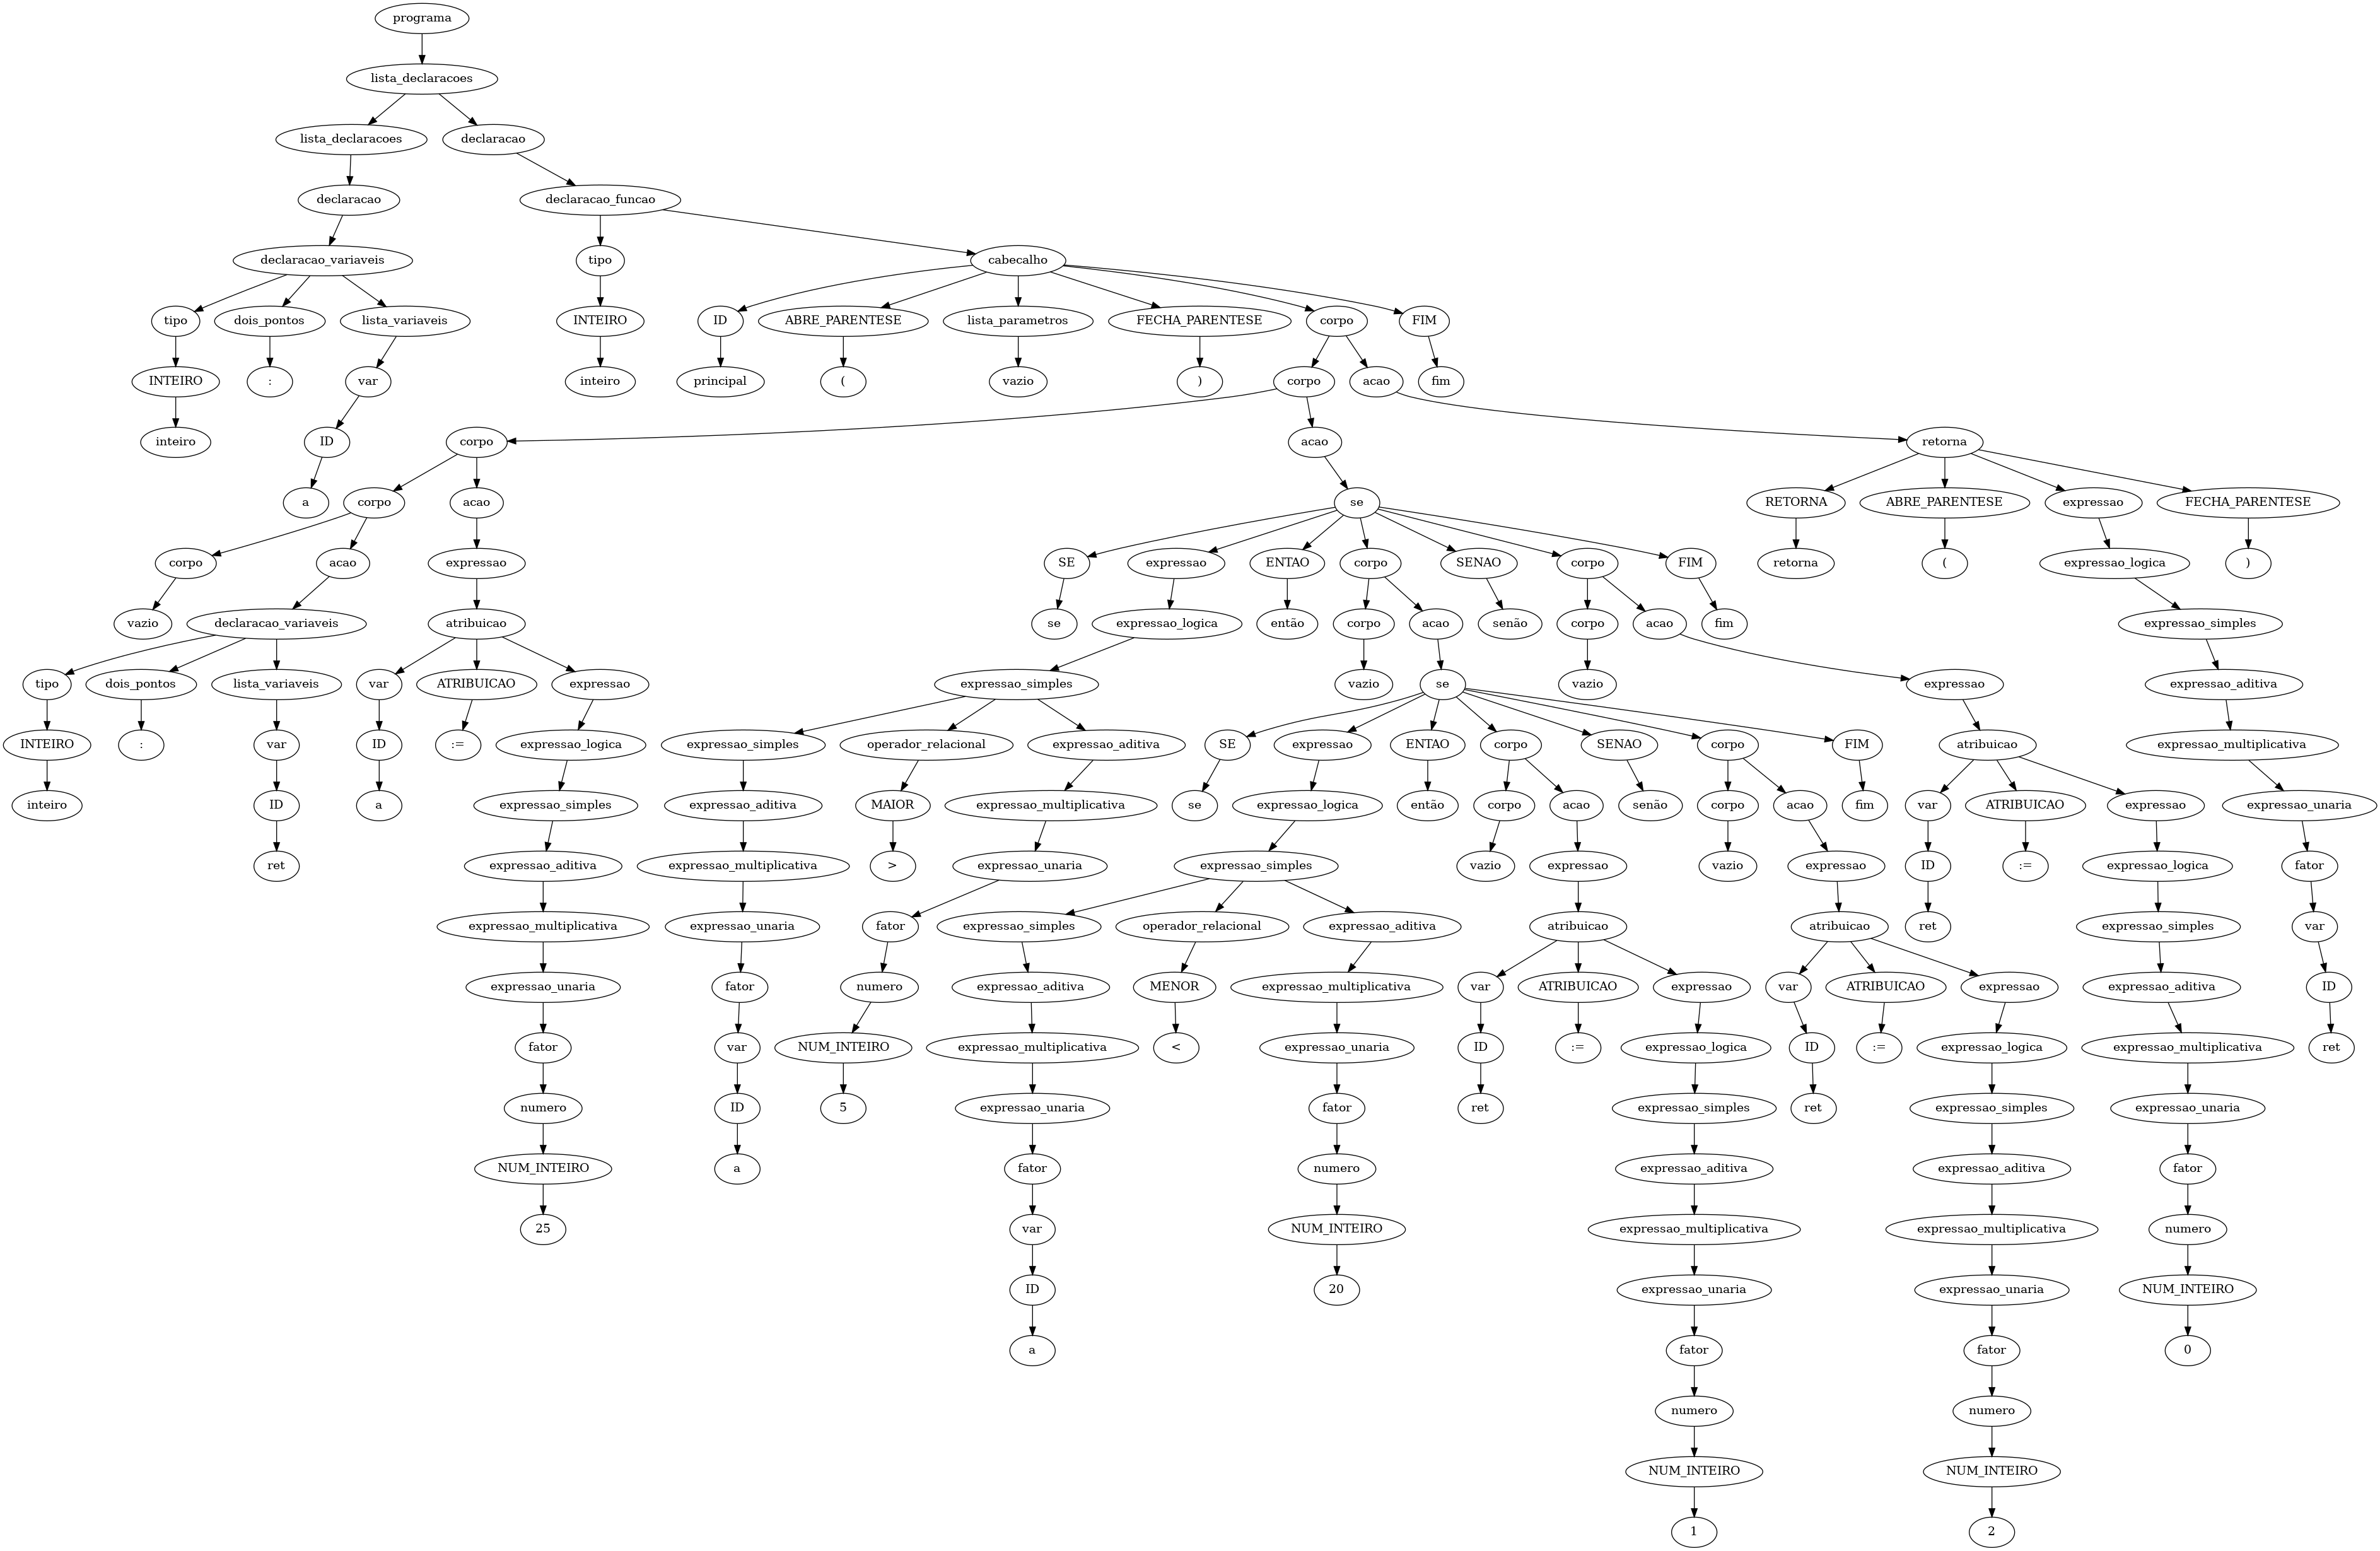 programa
lista_declaracoes
lista_declaracoes declaracao
declaracao declaracao_funcao
declaracao_variaveis tipo cabecalho
tipo dois_pontos lista_variaveis INTEIRO ID ABRE_PARENTESE lista_parametros FECHA_PARENTESE corpo FIM
INTEIRO : var inteiro principal ( vazio ) corpo acao fim
inteiro ID corpo acao retorna
a corpo acao se RETORNA ABRE_PARENTESE expressao FECHA_PARENTESE
corpo acao expressao SE expressao ENTAO corpo SENAO corpo FIM retorna ( expressao_logica )
vazio declaracao_variaveis atribuicao se expressao_logica então corpo acao senão corpo acao fim expressao_simples
tipo dois_pontos lista_variaveis var ATRIBUICAO expressao expressao_simples vazio se vazio expressao expressao_aditiva
INTEIRO : var ID := expressao_logica expressao_simples operador_relacional expressao_aditiva SE expressao ENTAO corpo SENAO corpo FIM atribuicao expressao_multiplicativa
inteiro ID a expressao_simples expressao_aditiva MAIOR expressao_multiplicativa se expressao_logica então corpo acao senão corpo acao fim var ATRIBUICAO expressao expressao_unaria
ret expressao_aditiva expressao_multiplicativa > expressao_unaria expressao_simples vazio expressao vazio expressao ID := expressao_logica fator
expressao_multiplicativa expressao_unaria fator expressao_simples operador_relacional expressao_aditiva atribuicao atribuicao ret expressao_simples var
expressao_unaria fator numero expressao_aditiva MENOR expressao_multiplicativa var ATRIBUICAO expressao var ATRIBUICAO expressao expressao_aditiva ID
fator var NUM_INTEIRO expressao_multiplicativa < expressao_unaria ID := expressao_logica ID := expressao_logica expressao_multiplicativa ret
numero ID 5 expressao_unaria fator ret expressao_simples ret expressao_simples expressao_unaria
NUM_INTEIRO a fator numero expressao_aditiva expressao_aditiva fator
25 var NUM_INTEIRO expressao_multiplicativa expressao_multiplicativa numero
ID 20 expressao_unaria expressao_unaria NUM_INTEIRO
a fator fator 0
numero numero
NUM_INTEIRO NUM_INTEIRO
1 2